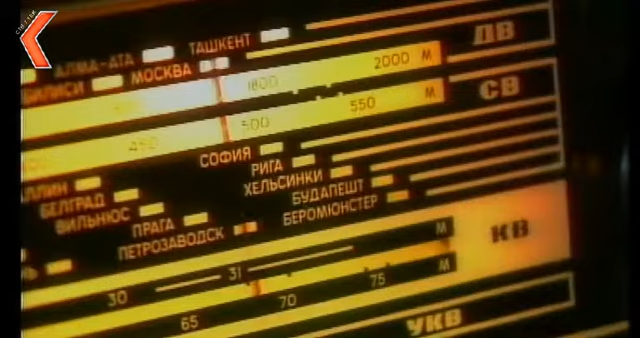 АЛМА-АТА ТАШКЕНТ
МОСКВА
1800 2000 М ДВ
500 550 М СВ
СОФИЯ
РИГА
ХЕЛЬСИНКИ
БЕЛГРАД БУДАПЕШТ
ВИЛЬНЮС БЕРОМЮНСТЕР
ПРАГА
ПЕТРОЗАВОДСК
М КВ
30 31
М
65 70 75
УКВ